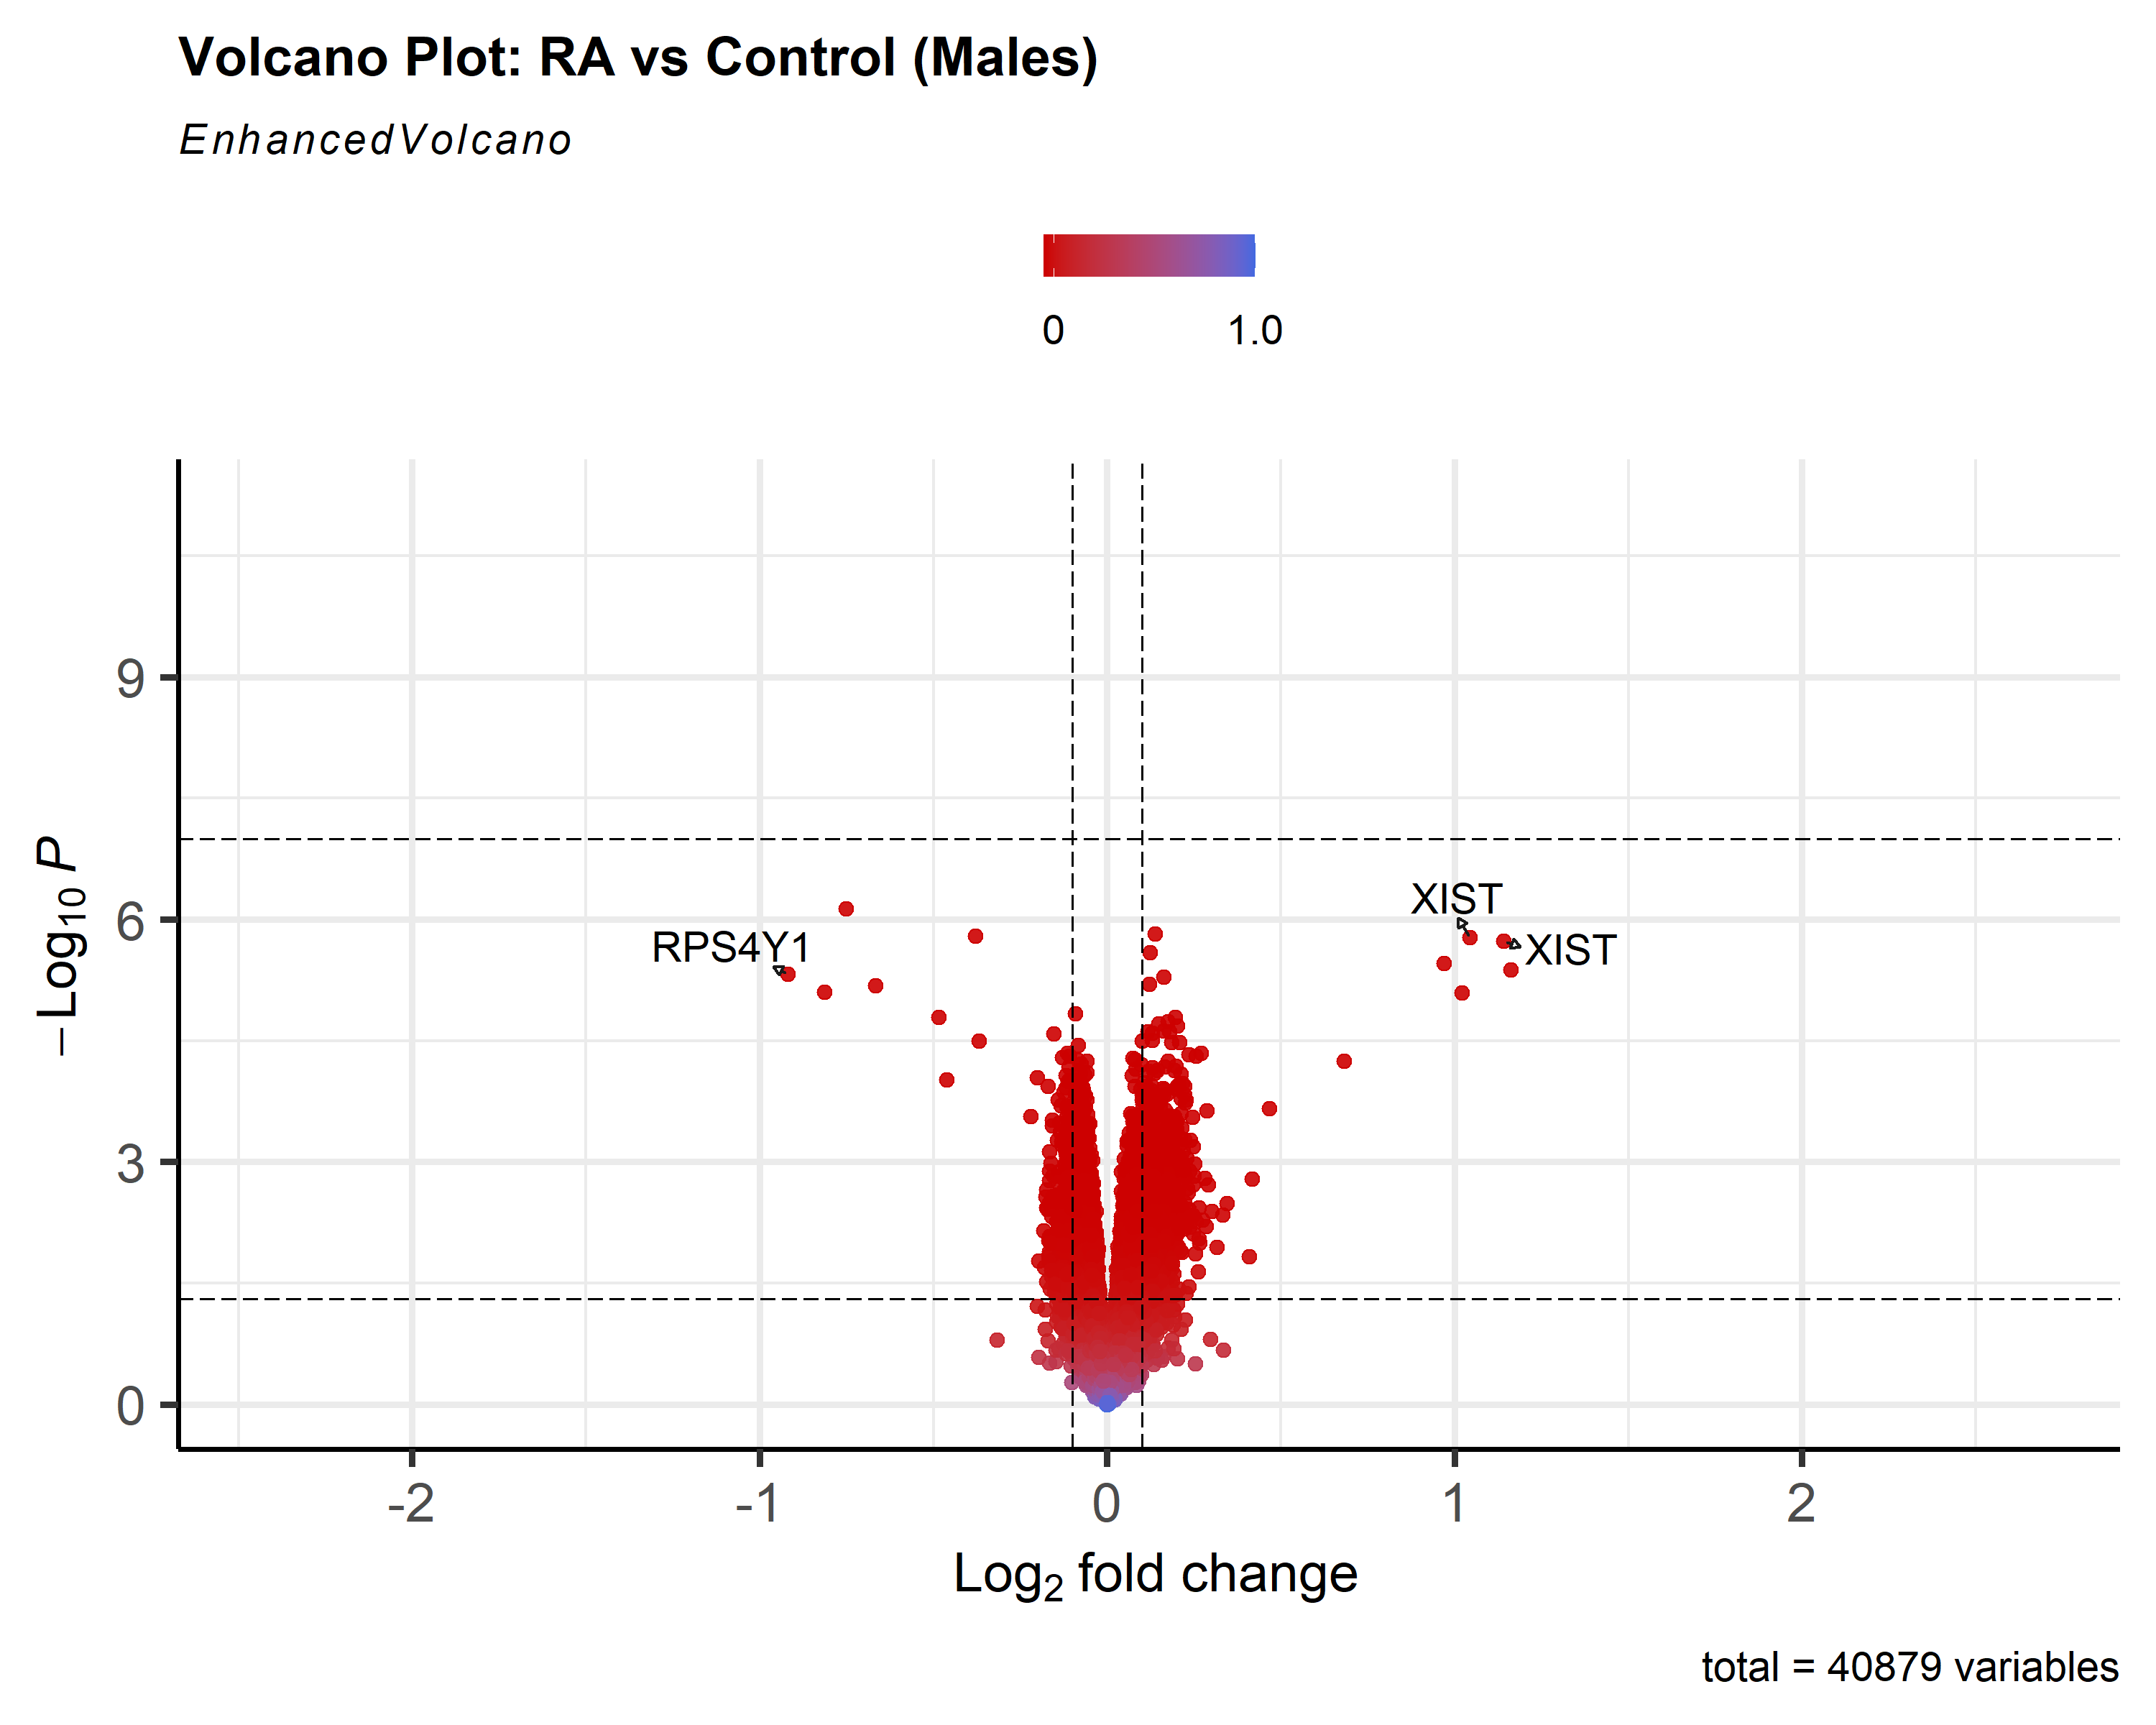 Volcano Plot: RA vs Control (Males)
EnhancedVolcano
0 1.0
−Log₁₀ P
9
6
3
0
XIST
RPS4Y1
XIST
-2 -1 0 1 2
Log₂ fold change
total = 40879 variables